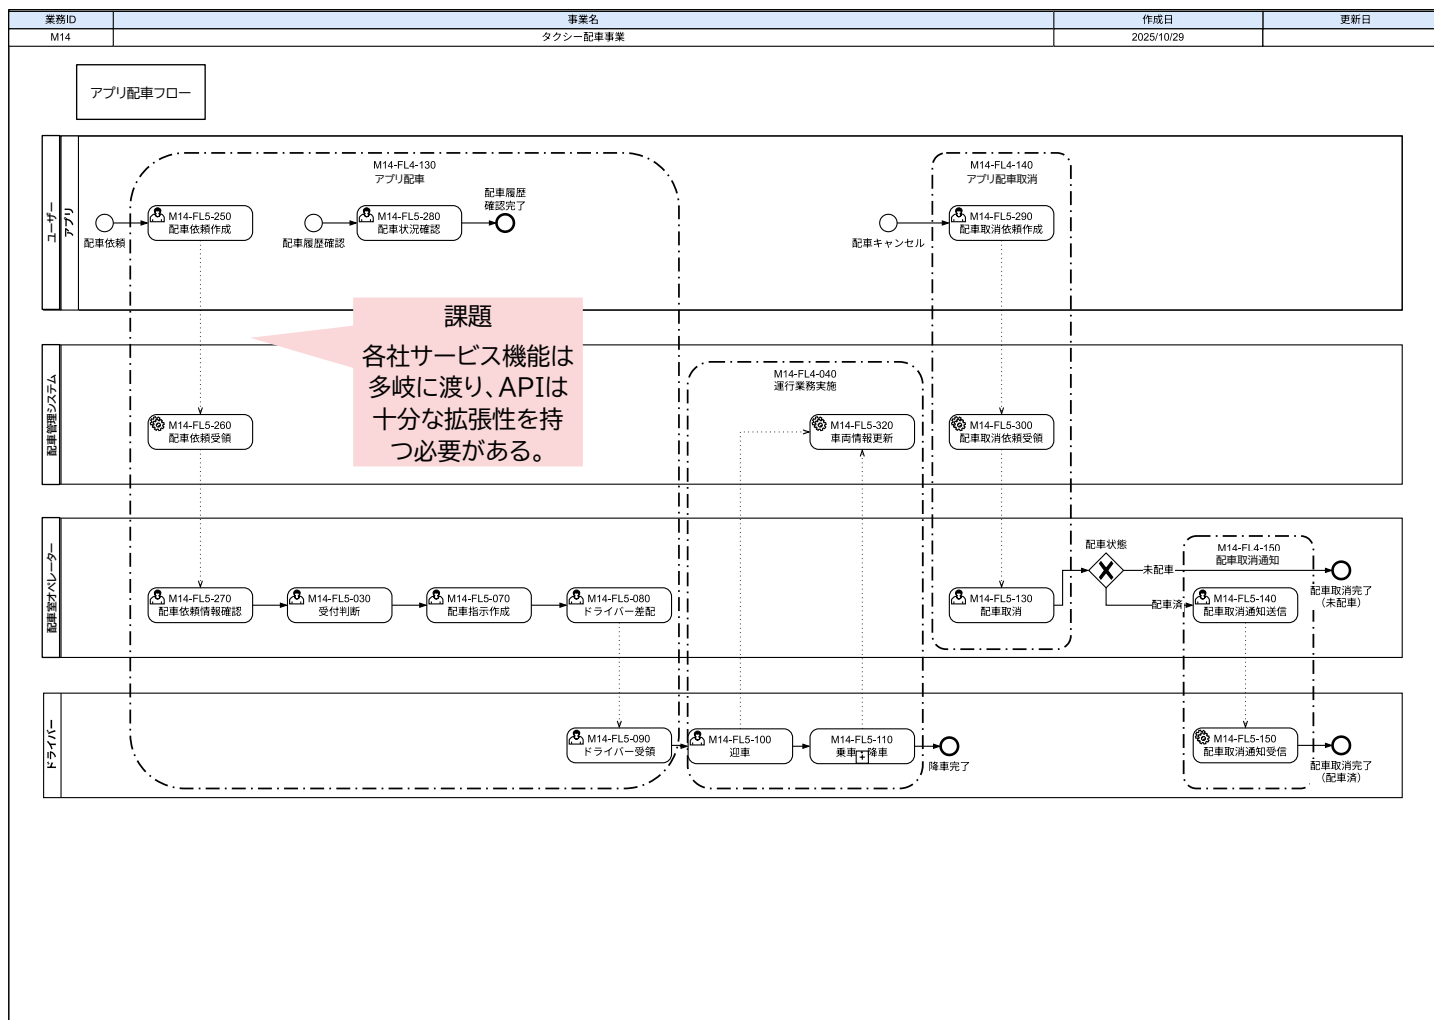 業務ID 事業名 作成日 更新日
M14 タクシー配車事業 2025/10/29
アプリ配車フロー
ユーザー
アプリ
M14-FL4-130
アプリ配車
配車依頼
M14-FL5-250
配車依頼作成
配車履歴確認
M14-FL5-280
配車状況確認
配車履歴
確認完了
M14-FL4-140
アプリ配車取消
配車キャンセル
M14-FL5-290
配車取消依頼作成
課題
各社サービス機能は
多岐に渡り、APIは
十分な拡張性を持
つ必要がある。
配車管理システム
M14-FL5-260
配車依頼受領
M14-FL4-040
運行業務実施
M14-FL5-320
車両情報更新
M14-FL5-300
配車取消依頼受領
配車室オペレーター
M14-FL5-270
配車依頼情報確認
M14-FL5-030
受付判断
M14-FL5-070
配車指示作成
M14-FL5-080
ドライバー差配
M14-FL5-130
配車取消
配車状態
未配車
配車済
M14-FL4-150
配車取消通知
M14-FL5-140
配車取消通知送信
配車取消完了
（未配車）
ドライバー
M14-FL5-090
ドライバー受領
M14-FL5-100
迎車
M14-FL5-110
乗車 降車
降車完了
M14-FL5-150
配車取消通知受信
配車取消完了
（配車済）